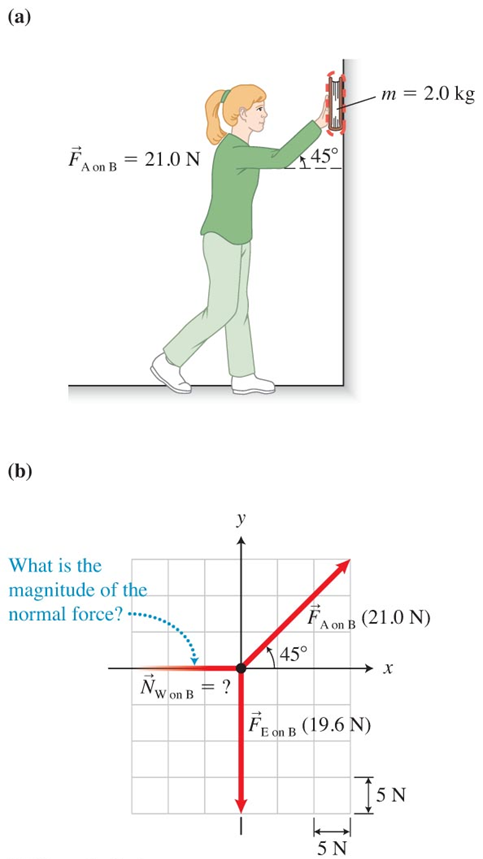 (a)
m = 2.0 kg
F⃗A on B = 21.0 N
45°
(b)
y
What is the
magnitude of the
normal force?
F⃗A on B (21.0 N)
45°
x
N⃗W on B = ?
F⃗E on B (19.6 N)
5 N
5 N